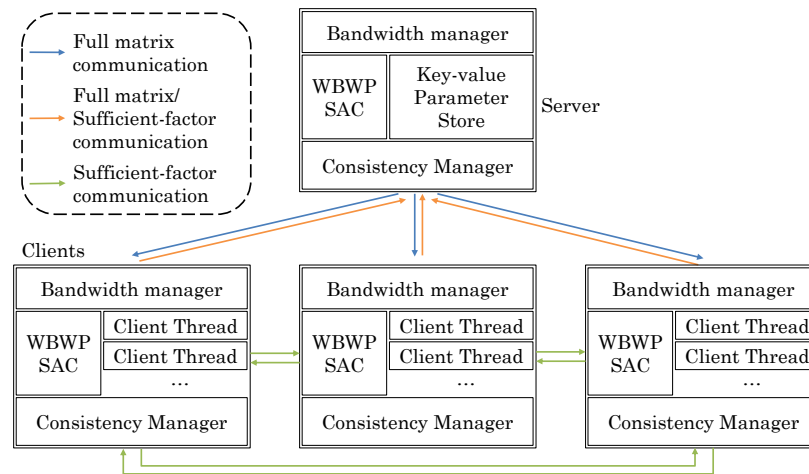 Full matrix
communication
Full matrix/
Sufficient-factor
communication
Sufficient-factor
communication
Bandwidth manager
WBWP
SAC
Key-value
Parameter
Store
Consistency Manager
Server
Clients
Bandwidth manager
WBWP
SAC
Client Thread
Client Thread
...
Consistency Manager
Bandwidth manager
WBWP
SAC
Client Thread
Client Thread
...
Consistency Manager
Bandwidth manager
WBWP
SAC
Client Thread
Client Thread
...
Consistency Manager